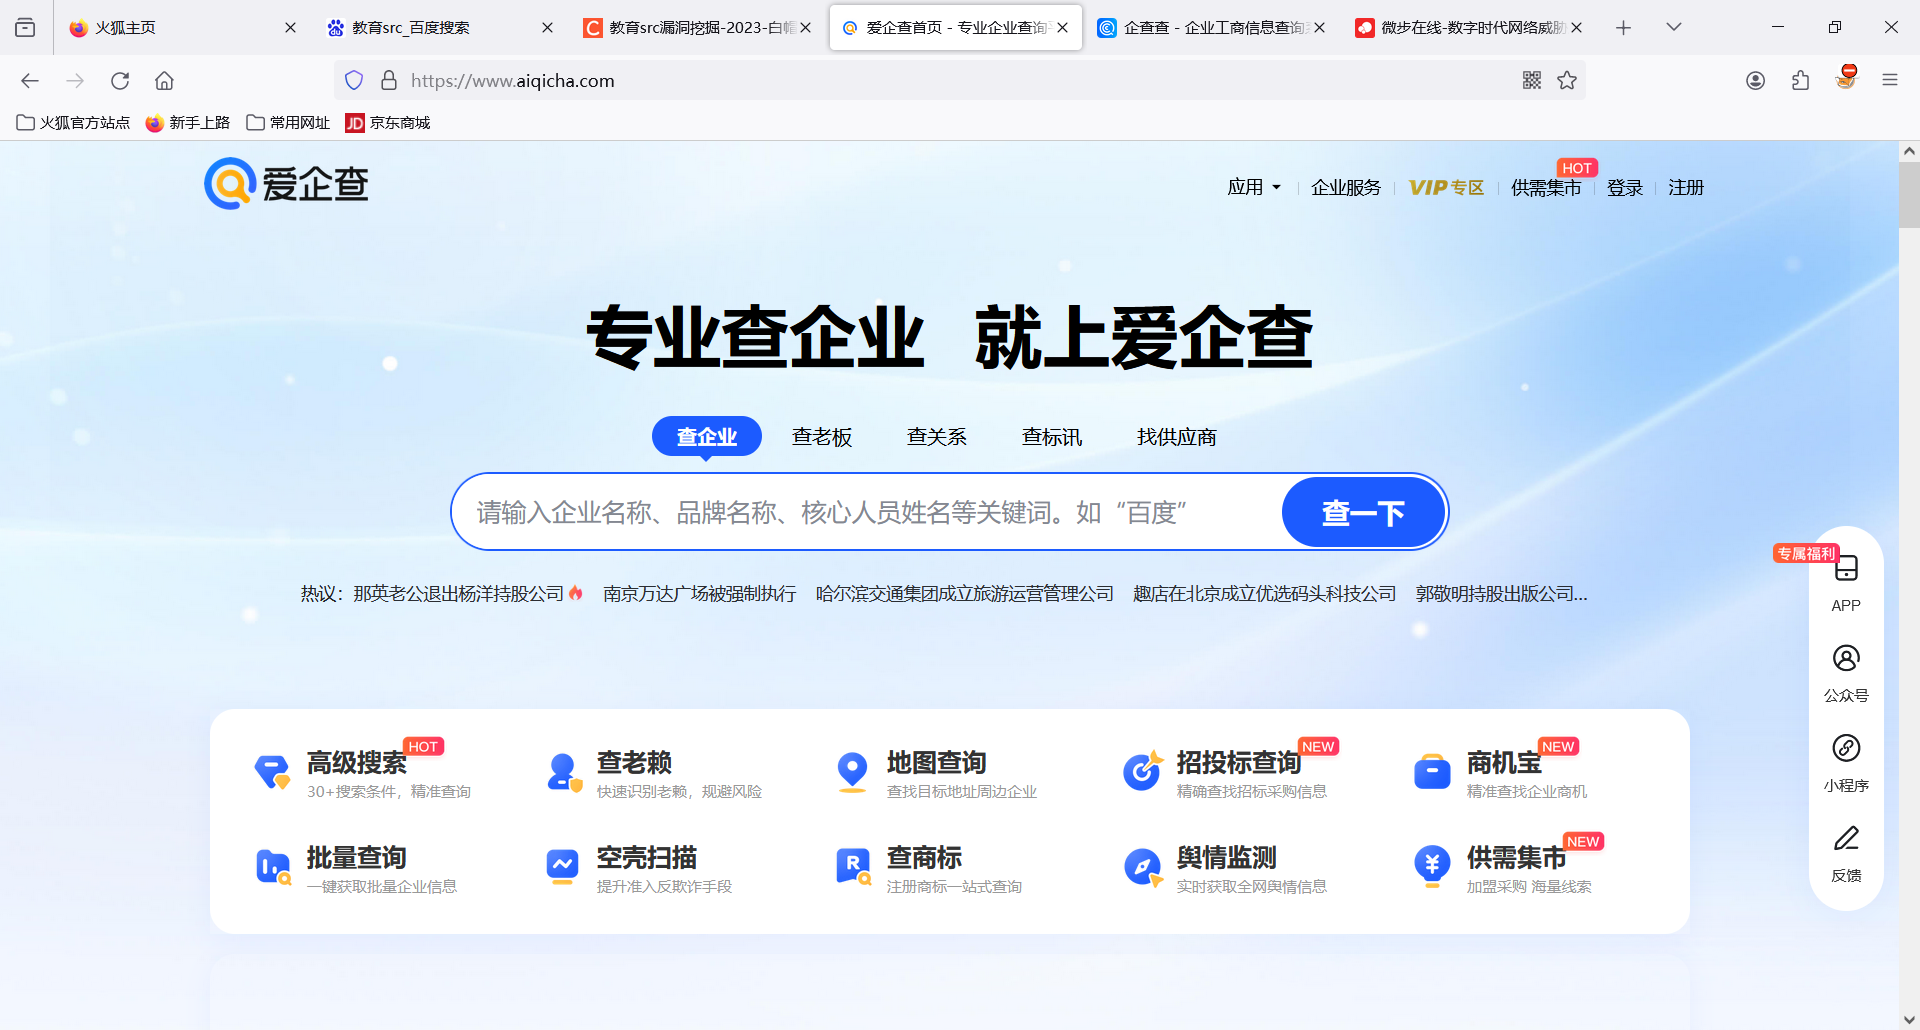 火狐主页
教育src_百度搜索
教育src漏洞挖掘-2023-白帽
爱企查首页 - 专业企业查询
企查查 - 企业工商信息查询系
微步在线-数字时代网络威胁
https://www.aiqicha.com
火狐官方站点
新手上路
常用网址
JD 京东商城
爱企查
应用
企业服务
VIP专区
供需集市
HOT
登录
注册
专业查企业 就上爱企查
查企业
查老板
查关系
查标讯
找供应商
请输入企业名称、品牌名称、核心人员姓名等关键词。如“百度”
查一下
热议：那英老公退出杨洋持股公司 南京万达广场被强制执行 哈尔滨交通集团成立旅游运营管理公司 趣店在北京成立优选码头科技公司 郭敬明持股出版公司...
专属福利
APP
公众号
小程序
反馈
高级搜索 HOT
30+搜索条件，精准查询
查老赖
快速识别老赖，规避风险
地图查询
查找目标地址周边企业
招投标查询 NEW
精确查找招标采购信息
商机宝 NEW
精准查找企业商机
批量查询
一键获取批量企业信息
空壳扫描
提升准入反欺诈手段
R
查商标
注册商标一站式查询
舆情监测
实时获取全网舆情信息
¥
供需集市 NEW
加盟采购 海量线索